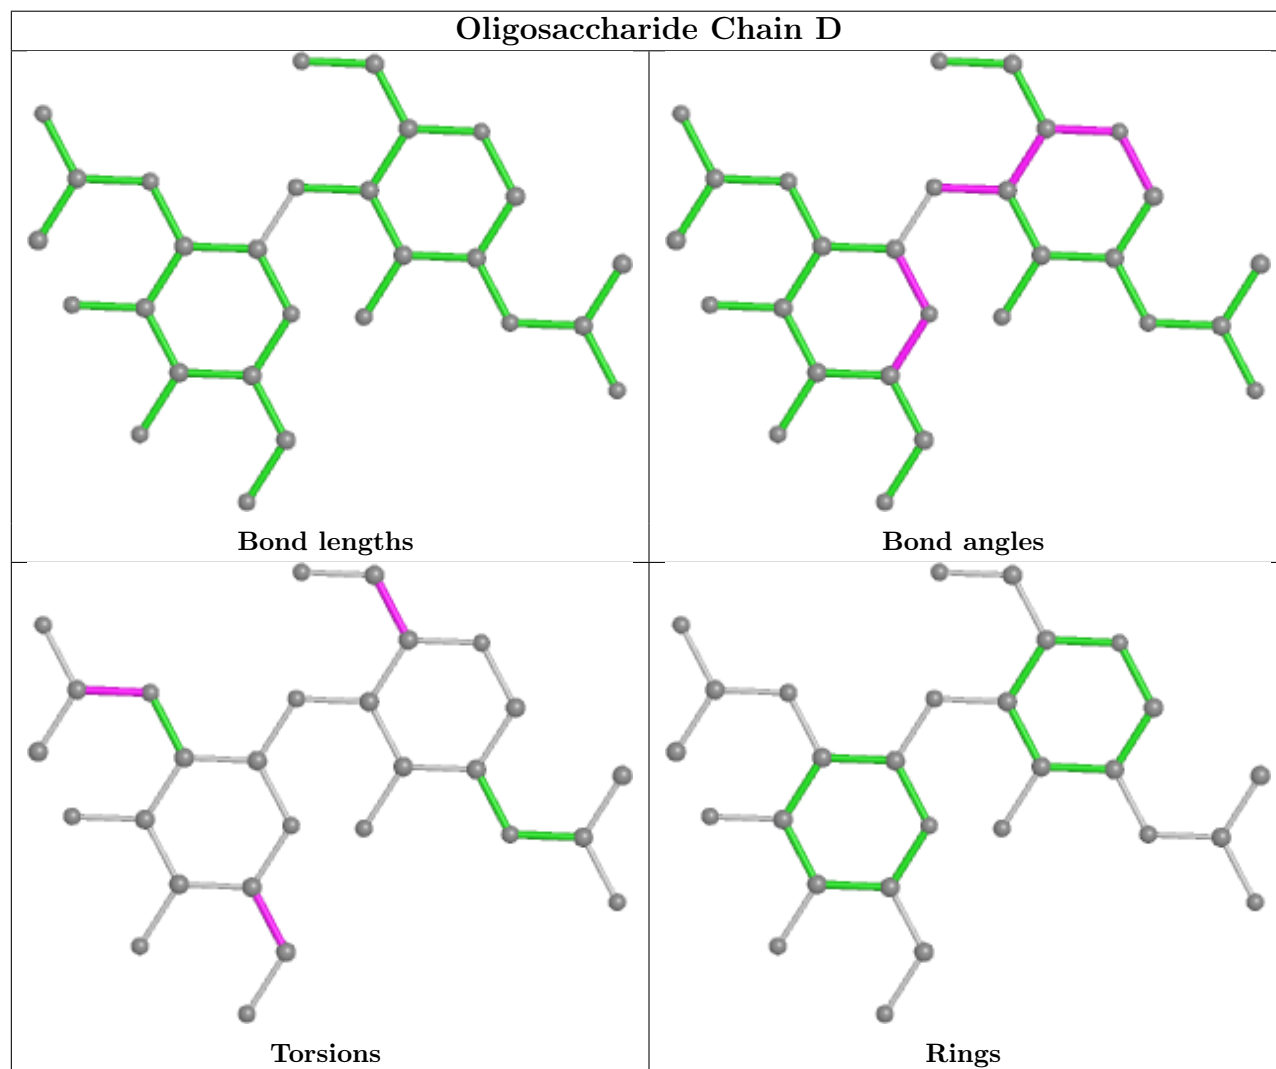 Oligosaccharide Chain D
Bond lengths
Bond angles
Torsions
Rings